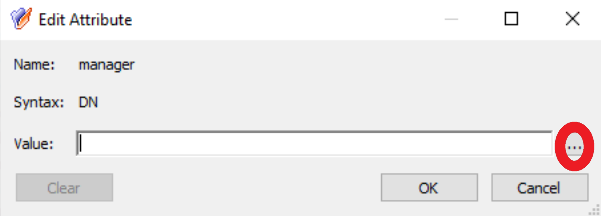 Edit Attribute
Name: manager
Syntax: DN
Value: ...
Clear OK Cancel